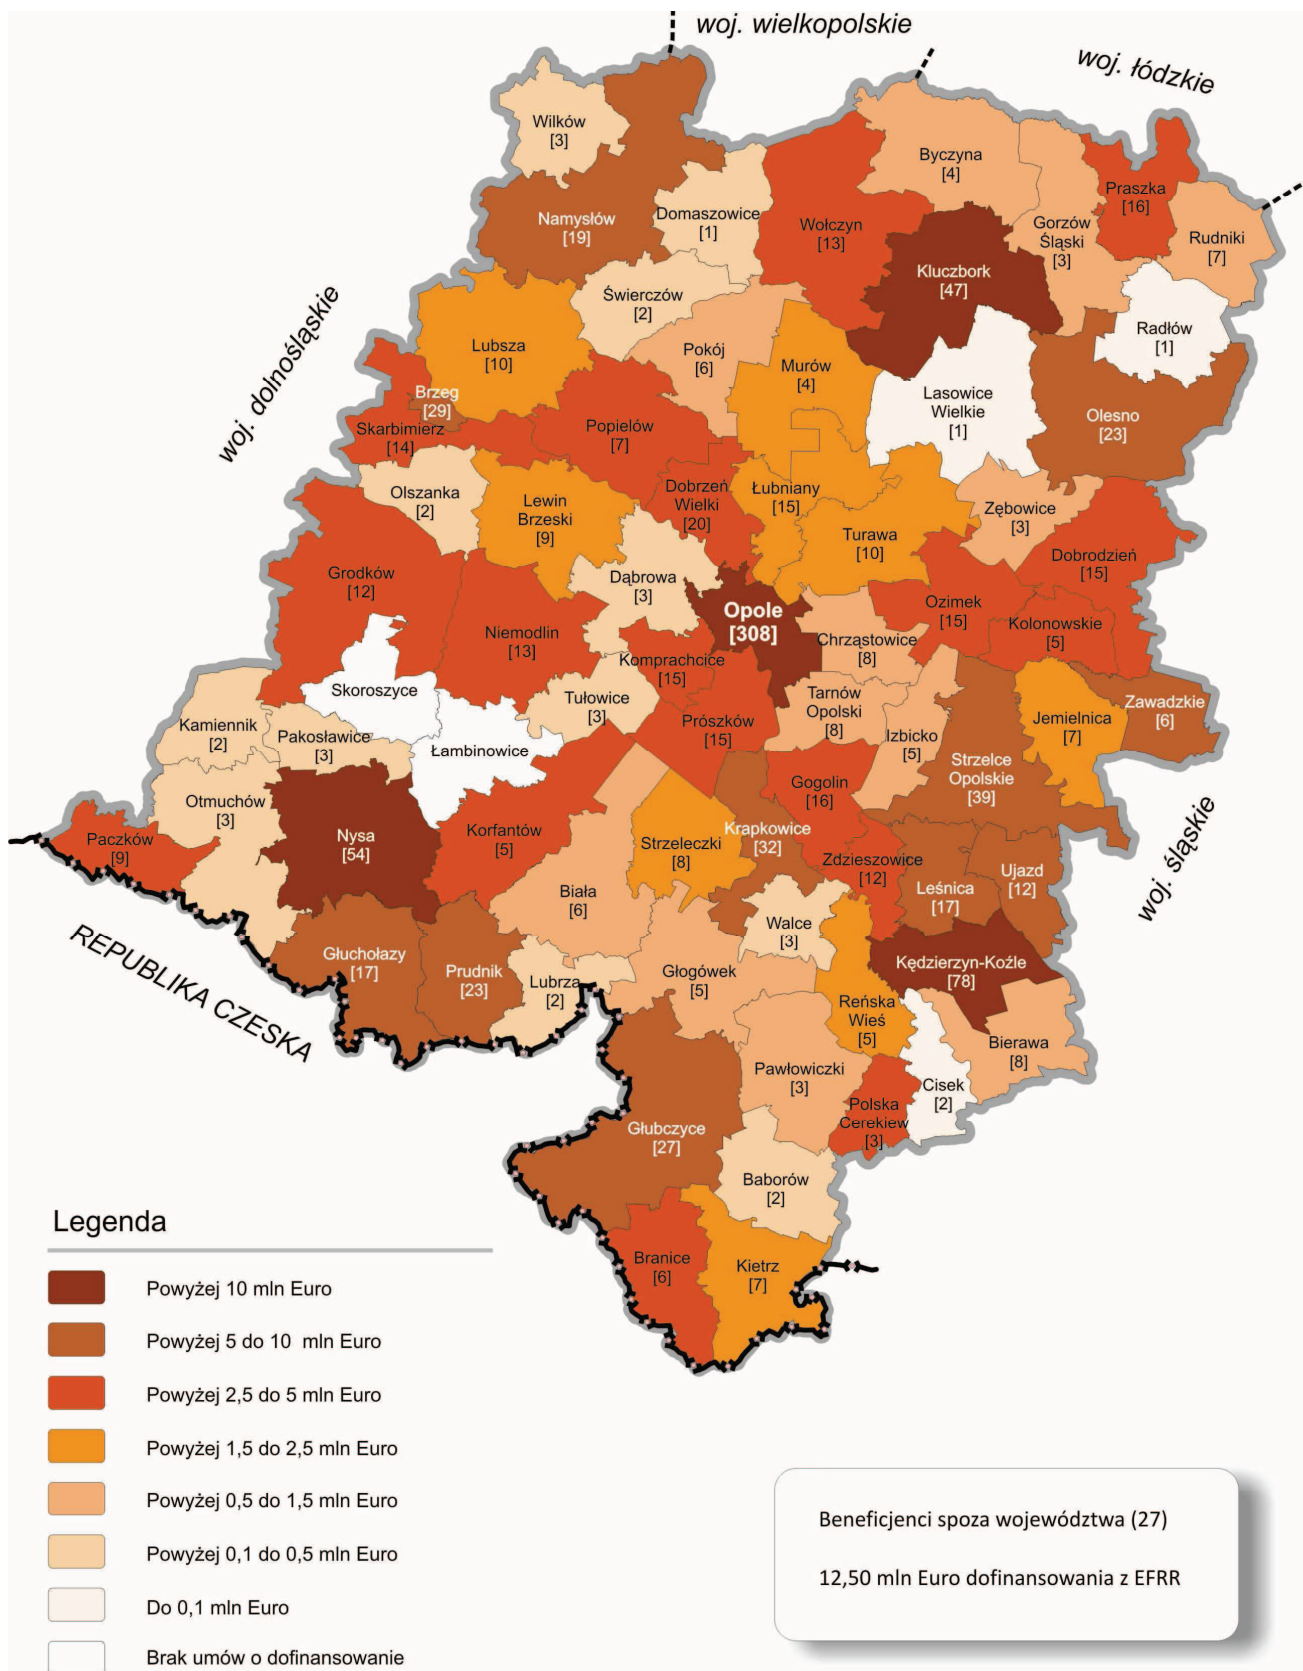 woj. wielkopolskie
woj. łódzkie
Wilków
[3]
Byczyna
[4]
Praszka
[16]
Namysłów
[19]
Domaszowice
[1]
Wołczyn
[13]
Gorzów
Śląski
[3]
Rudniki
[7]
Kluczbork
[47]
Świerczów
[2]
Radłów
[1]
woj. dolnośląskie
Lubsza
[10]
Pokój
[6]
Murów
[4]
Brzeg
[29]
Lasowice
Wielkie
[1]
Olesno
[23]
Skarbimierz
[14]
Popielów
[7]
Olszanka
[2]
Lewin
Brzeski
[9]
Dobrzeń
Wielki
[20]
Łubniany
[15]
Zębowice
[3]
Turawa
[10]
Dobrodzień
[15]
Grodków
[12]
Dąbrowa
[3]
Opole
[308]
Ozimek
[15]
Kolonowskie
[5]
Niemodlin
[13]
Chrząstowice
[8]
Komprachcice
[15]
Skoroszyce
Tułowice
[3]
Tarnów
Opolski
[8]
Zawadzkie
[6]
Kamiennik
[2]
Pakosławice
[3]
Łambinowice
Prószków
[15]
Izbicko
[5]
Jemielnica
[7]
Strzelce
Opolskie
[39]
Otmuchów
[3]
Gogolin
[16]
Paczków
[9]
Nysa
[54]
Korfantów
[5]
Strzeleczki
[8]
Krapkowice
[32]
Zdzieszowice
[12]
Leśnica
[17]
Ujazd
[12]
woj. śląskie
Biała
[6]
Walce
[3]
REPUBLIKA CZESKA
Głuchołazy
[17]
Prudnik
[23]
Lubrza
[2]
Głogówek
[5]
Kędzierzyn-Koźle
[78]
Reńska
Wieś
[5]
Bierawa
[8]
Pawłowiczki
[3]
Cisek
[2]
Polska
Cerekiew
[3]
Głubczyce
[27]
Baborów
[2]
Branice
[6]
Kietrz
[7]
Legenda
Powyżej 10 mln Euro
Powyżej 5 do 10 mln Euro
Powyżej 2,5 do 5 mln Euro
Powyżej 1,5 do 2,5 mln Euro
Powyżej 0,5 do 1,5 mln Euro
Powyżej 0,1 do 0,5 mln Euro
Do 0,1 mln Euro
Brak umów o dofinansowanie
Beneficjenci spoza województwa (27)
12,50 mln Euro dofinansowania z EFRR